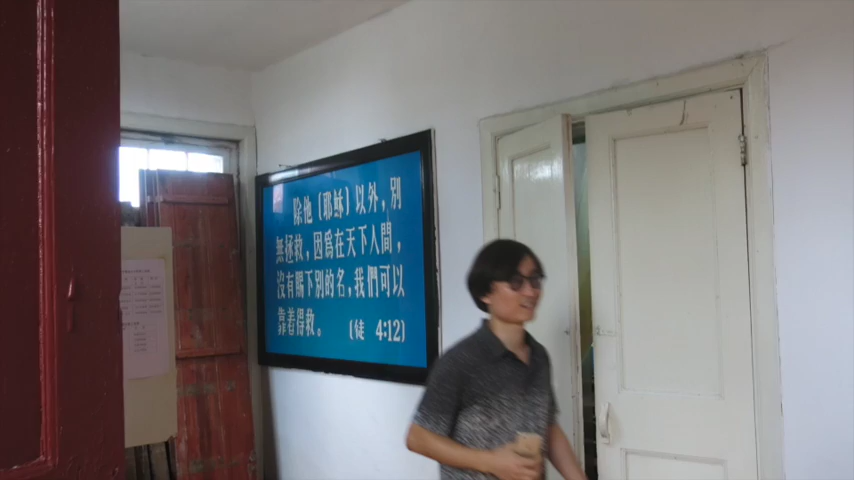 除他〔耶穌〕以外，別
無拯救，因爲在天下人間，
沒有賜下別的名，我們可以
靠着得救。 （徒 4:12）